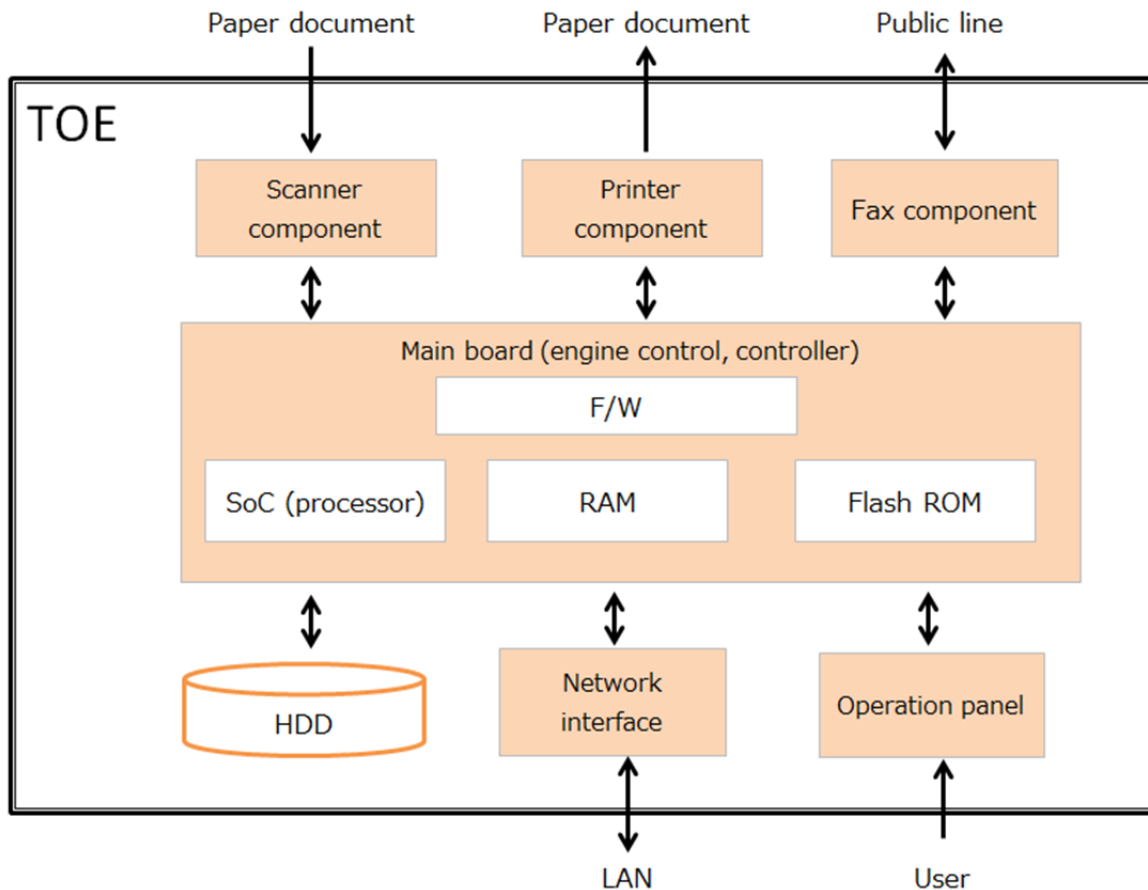 Paper document
Paper document
Public line
TOE
Scanner
component
Printer
component
Fax component
Main board (engine control, controller)
F/W
SoC (processor)
RAM
Flash ROM
HDD
Network
interface
Operation panel
LAN
User